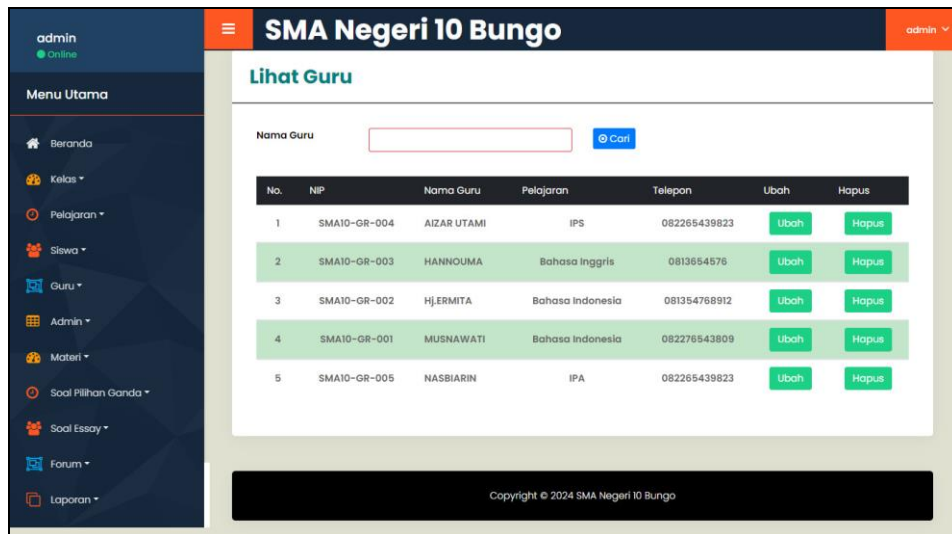 admin
Online
Menu Utama
Beranda
Kelas
Pelajaran
Siswa
Guru
Admin
Materi
Soal Pilihan Ganda
Soal Essay
Forum
Laporan
SMA Negeri 10 Bungo
admin
Lihat Guru
Nama Guru
Cari
No. NIP Nama Guru Pelajaran Telepon Ubah Hapus
1 SMA10-GR-004 AIZAR UTAMI IPS 082265439823 Ubah Hapus
2 SMA10-GR-003 HANNOUMA Bahasa Inggris 0813654576 Ubah Hapus
3 SMA10-GR-002 Hj.ERMITA Bahasa Indonesia 081354768912 Ubah Hapus
4 SMA10-GR-001 MUSNAWATI Bahasa Indonesia 082276543809 Ubah Hapus
5 SMA10-GR-005 NASBIARIN IPA 082265439823 Ubah Hapus
Copyright © 2024 SMA Negeri 10 Bungo